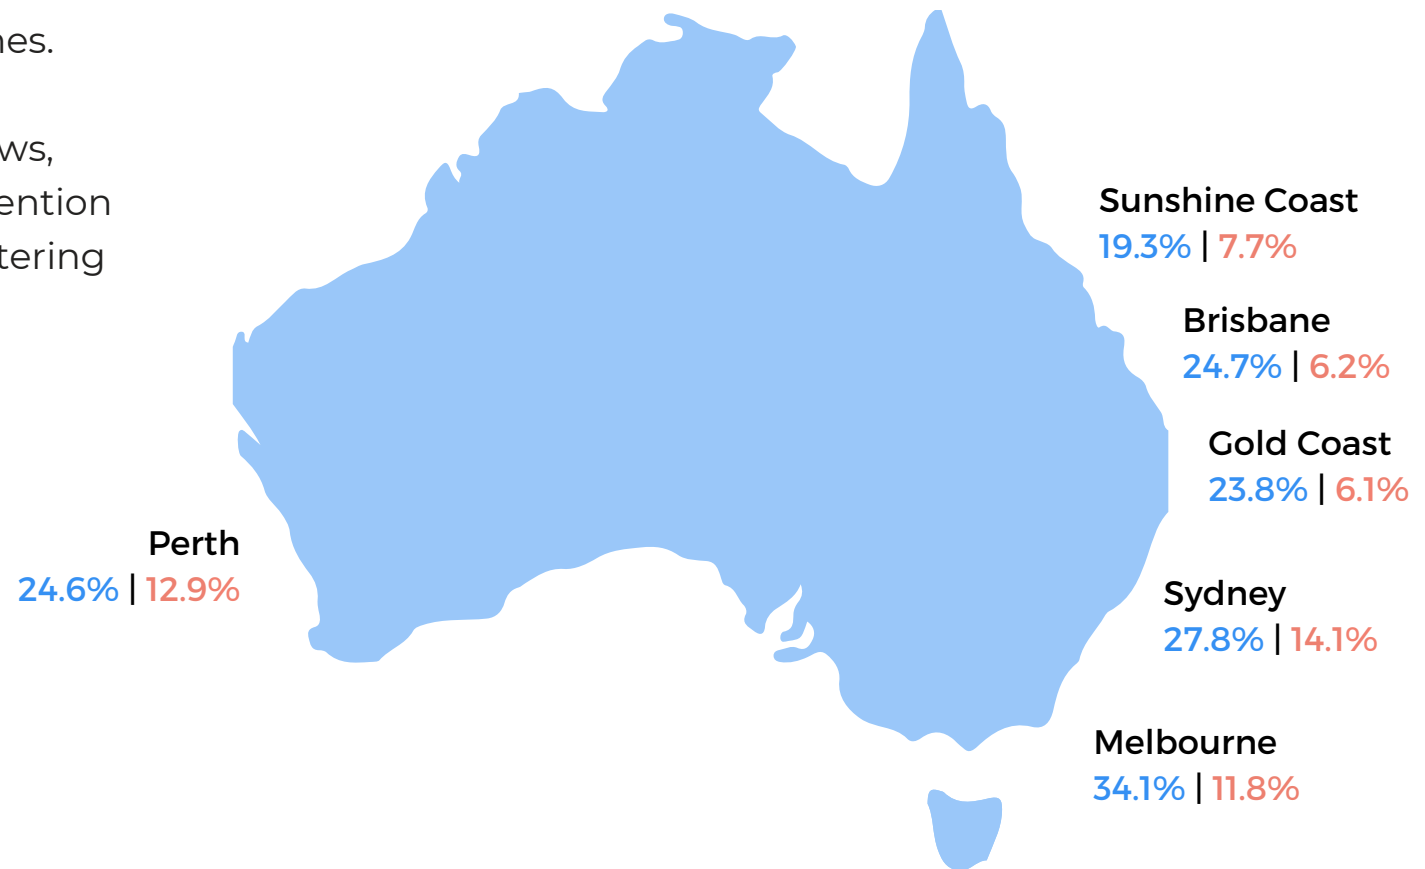 nes.
ws,
ention
tering
Sunshine Coast
19.3% | 7.7%
Brisbane
24.7% | 6.2%
Gold Coast
23.8% | 6.1%
Perth
24.6% | 12.9%
Sydney
27.8% | 14.1%
Melbourne
34.1% | 11.8%